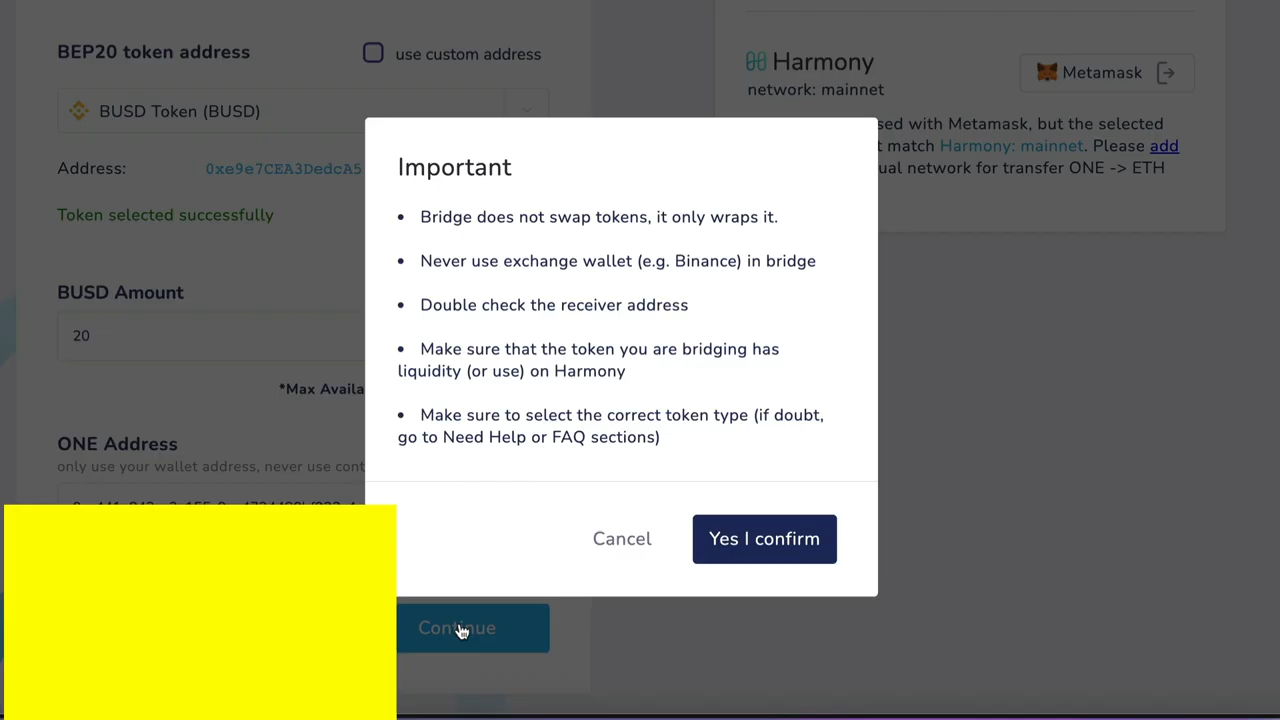 BEP20 token address
use custom address
BUSD Token (BUSD)
Address:
0xe9e7CEA3DedcA5
Token selected successfully
BUSD Amount
20
*Max Availa
ONE Address
only use your wallet address, never use cont
Continue
Harmony
network: mainnet
Metamask
sed with Metamask, but the selected
t match Harmony: mainnet. Please add
ual network for transfer ONE -> ETH
Important
• Bridge does not swap tokens, it only wraps it.
• Never use exchange wallet (e.g. Binance) in bridge
• Double check the receiver address
• Make sure that the token you are bridging has
liquidity (or use) on Harmony
• Make sure to select the correct token type (if doubt,
go to Need Help or FAQ sections)
Cancel
Yes I confirm